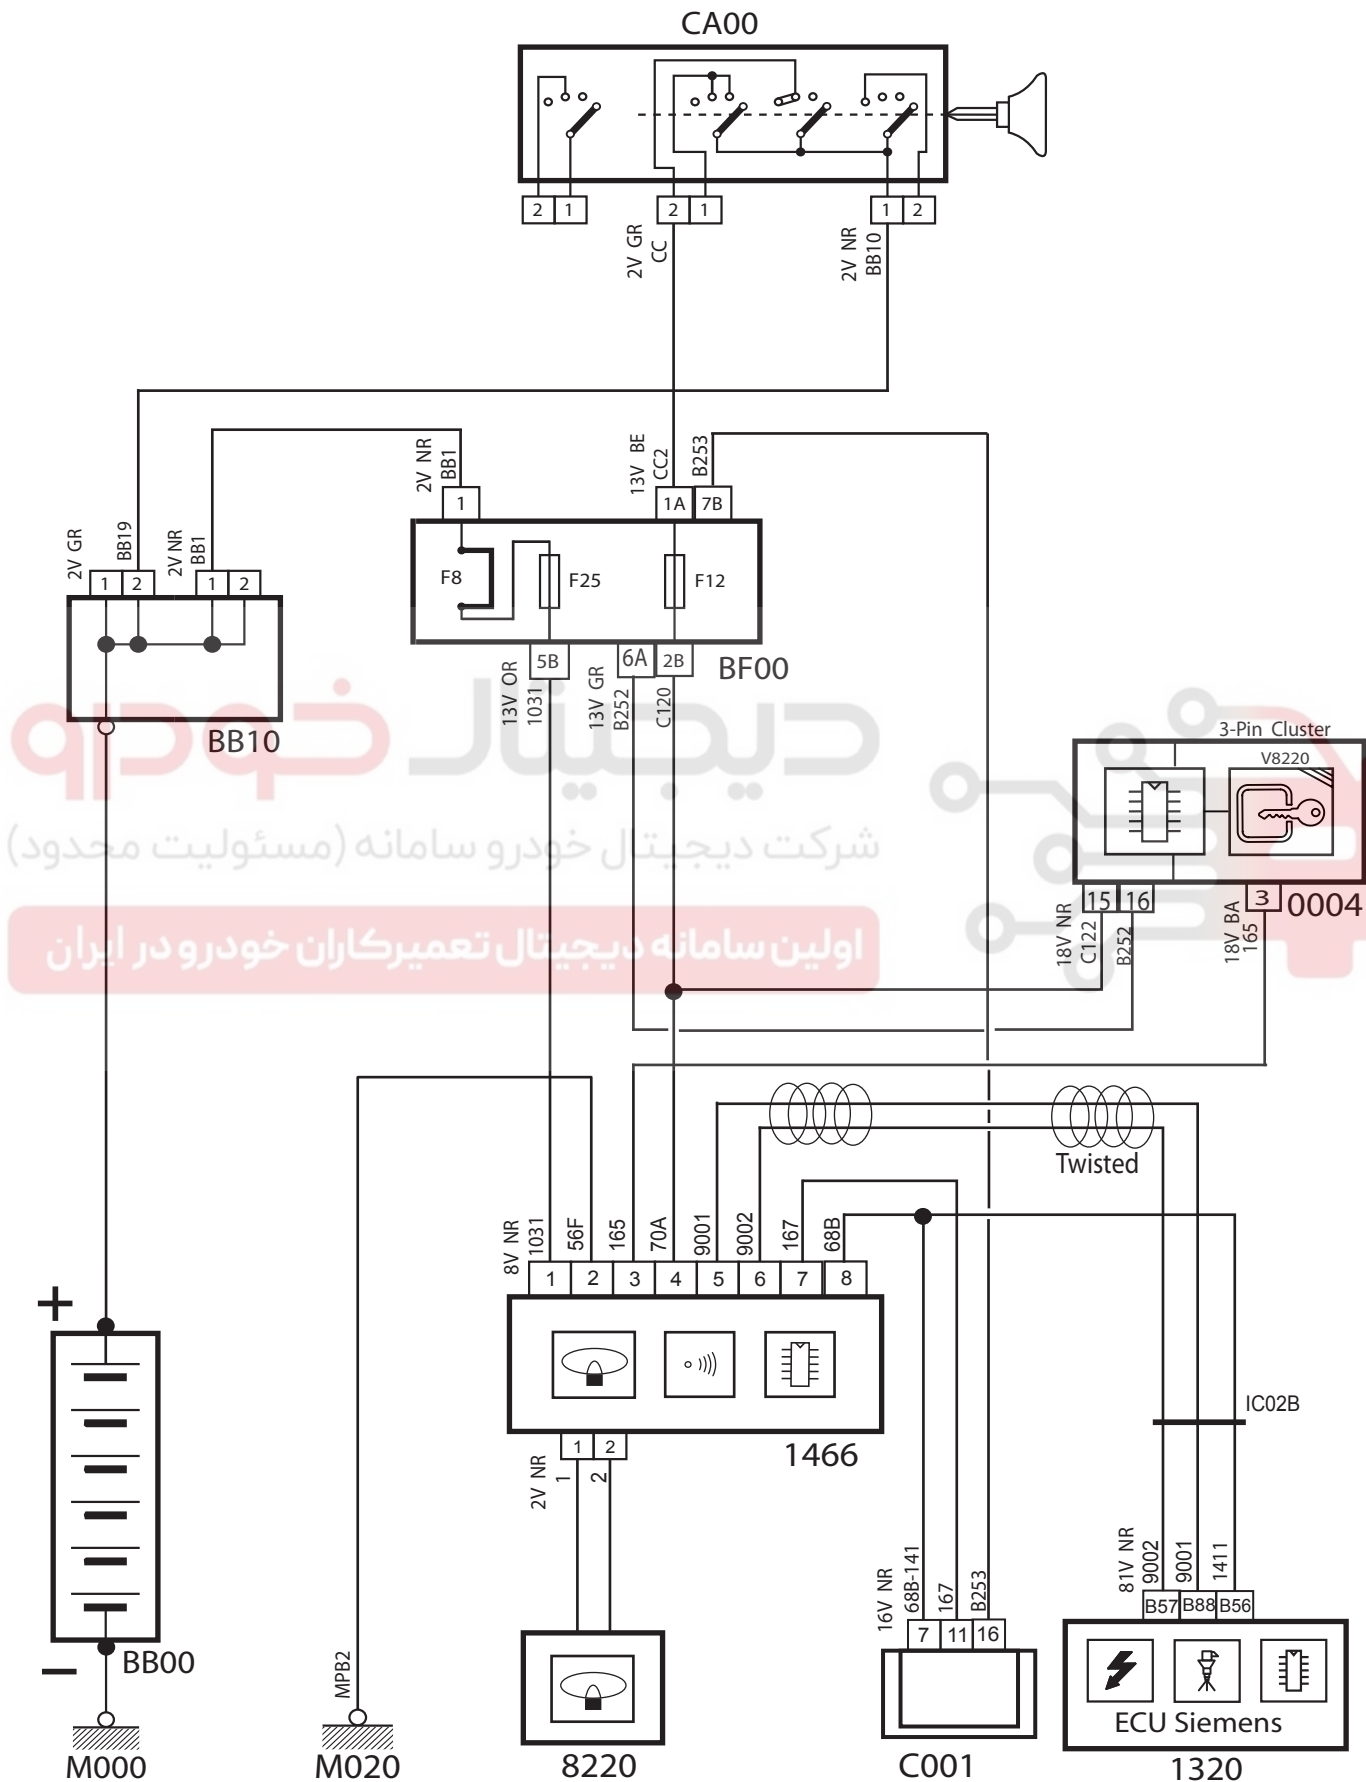 CA00
2 1
2 1
1 2
2V GR
CC
2V NR
BB10
2V NR
BB1
13V BE
CC2
B253
1
1A 7B
2V GR
BB19
2V NR
BB1
1 2
1 2
F8
F25
F12
5B
6A
2B
BF00
BB10
13V OR
1031
13V GR
B252
C120
دیجیتال خودرو
شرکت دیجیتال خودرو سامانه (مسئولیت محدود)
اولین سامانه دیجیتال تعمیرکاران خودرو در ایران
3-Pin Cluster
V8220
15 16
3
0004
18V NR
C122
B252
18V BA
165
Twisted
8V NR
1031
56F
165
70A
9001
9002
167
68B
1 2 3 4 5 6 7 8
+
1466
1 2
2V NR
1
2
IC02B
−
BB00
MPB2
16V NR
68B-141
167
B253
7 11 16
81V NR
9002
9001
1411
B57 B88 B56
ECU Siemens
M000
M020
8220
C001
1320